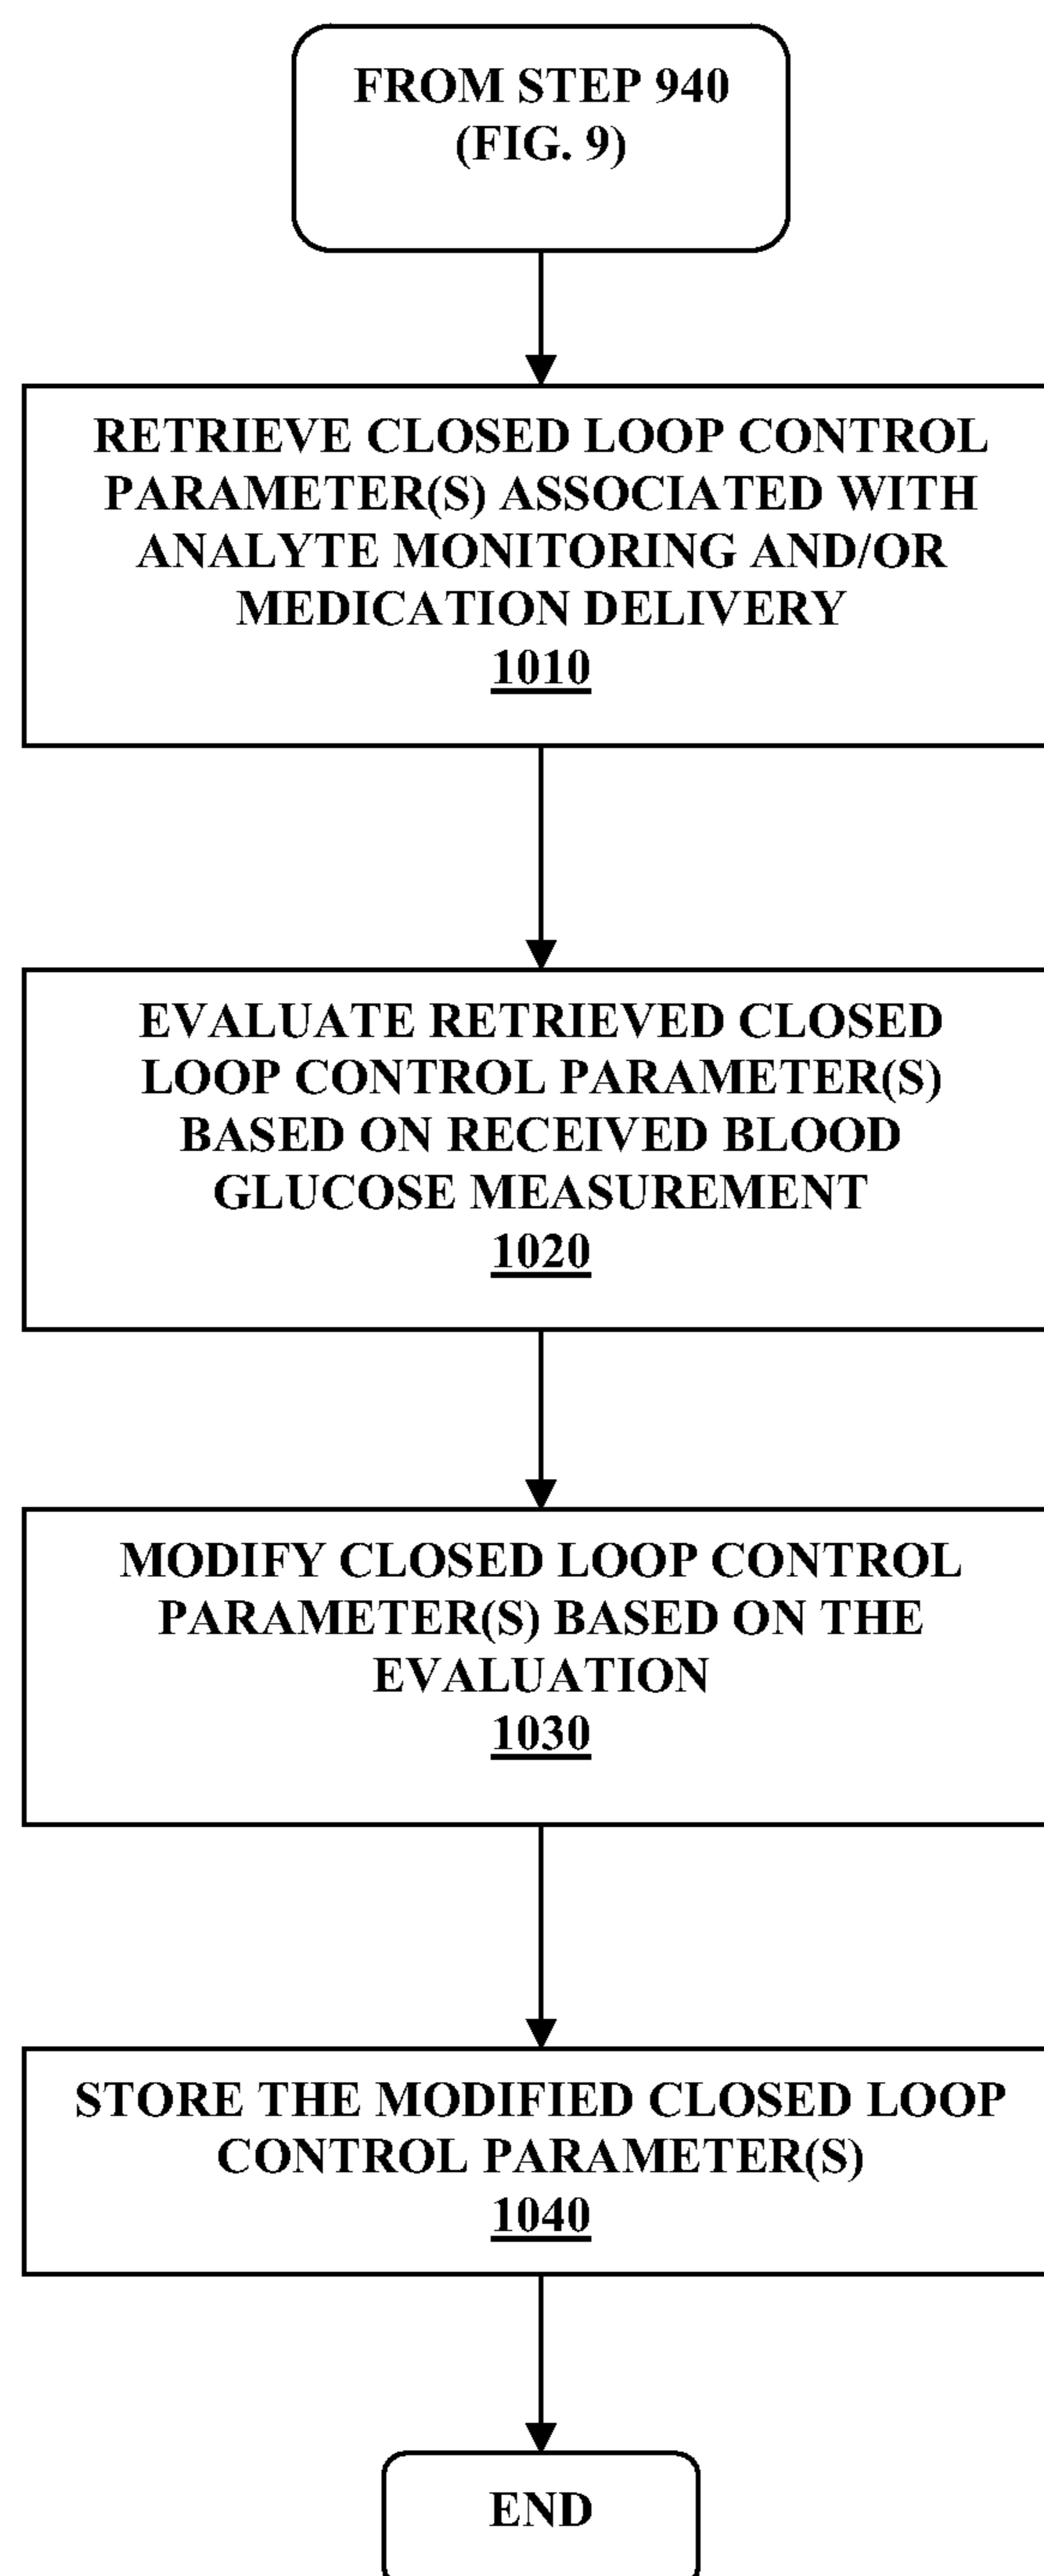 FROM STEP 940
(FIG. 9)
RETRIEVE CLOSED LOOP CONTROL
PARAMETER(S) ASSOCIATED WITH
ANALYTE MONITORING AND/OR
MEDICATION DELIVERY
1010
EVALUATE RETRIEVED CLOSED
LOOP CONTROL PARAMETER(S)
BASED ON RECEIVED BLOOD
GLUCOSE MEASUREMENT
1020
MODIFY CLOSED LOOP CONTROL
PARAMETER(S) BASED ON THE
EVALUATION
1030
STORE THE MODIFIED CLOSED LOOP
CONTROL PARAMETER(S)
1040
END